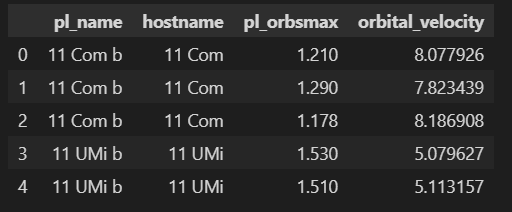 pl_name hostname pl_orbsmax orbital_velocity
0 11 Com b 11 Com 1.210 8.077926
1 11 Com b 11 Com 1.290 7.823439
2 11 Com b 11 Com 1.178 8.186908
3 11 UMi b 11 UMi 1.530 5.079627
4 11 UMi b 11 UMi 1.510 5.113157